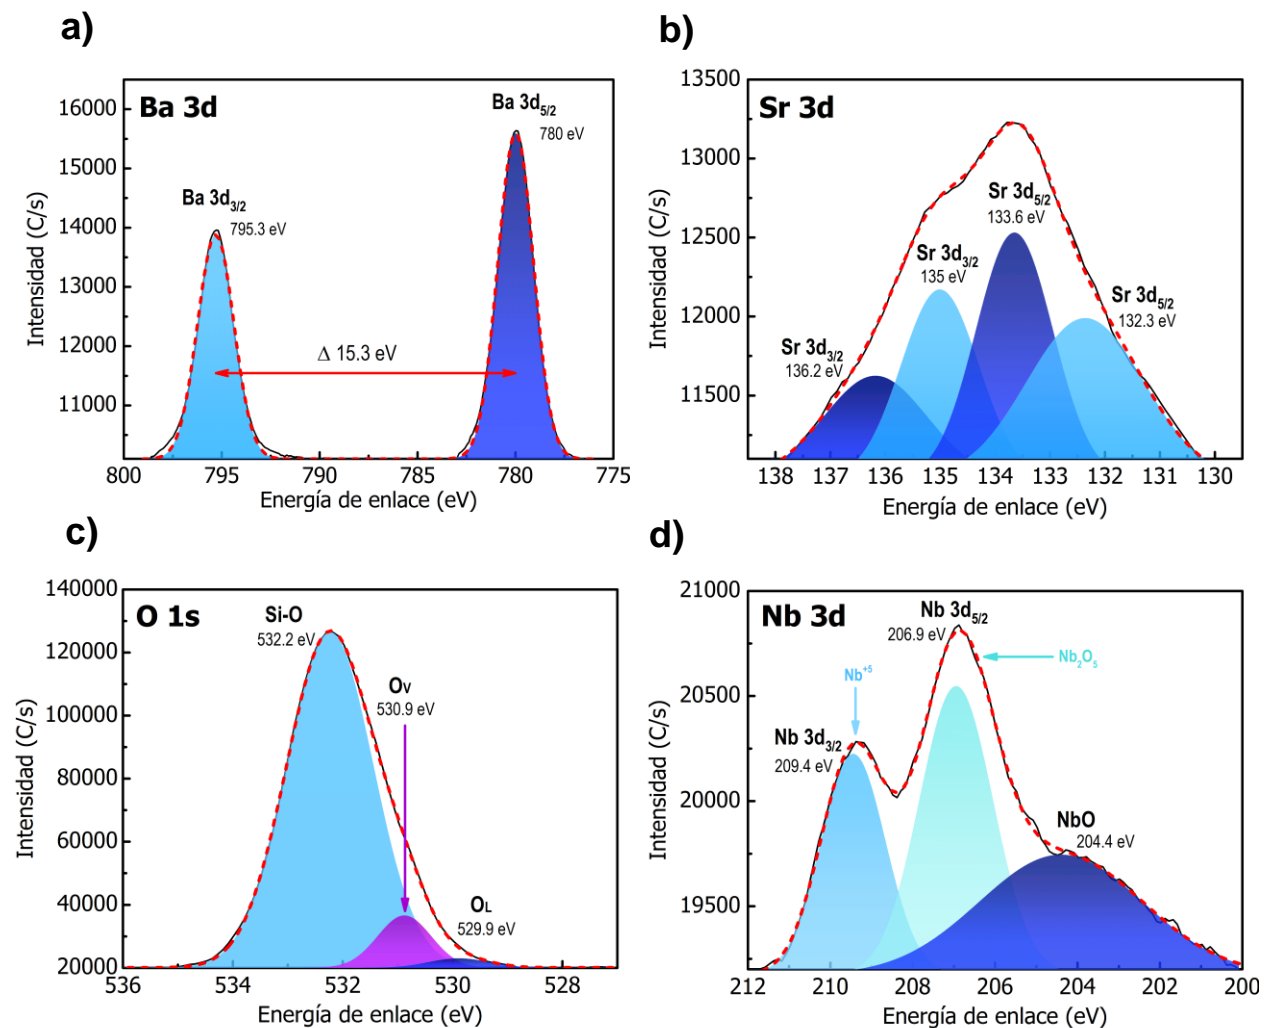 a)
Ba 3d
Ba 3d5/2
780 eV
Ba 3d3/2
795.3 eV
Δ 15.3 eV
16000
15000
14000
13000
12000
11000
800 795 790 785 780 775
Intensidad (C/s)
Energía de enlace (eV)
b)
Sr 3d
Sr 3d5/2
133.6 eV
Sr 3d3/2
135 eV
Sr 3d5/2
132.3 eV
Sr 3d3/2
136.2 eV
13500
13000
12500
12000
11500
138 137 136 135 134 133 132 131 130
Intensidad (C/s)
Energía de enlace (eV)
c)
O 1s
Si-O
532.2 eV
OV
530.9 eV
OL
529.9 eV
140000
120000
100000
80000
60000
40000
20000
536 534 532 530 528
Intensidad (C/s)
Energía de enlace (eV)
d)
Nb 3d
Nb 3d5/2
206.9 eV
Nb2O5
Nb+5
Nb 3d3/2
209.4 eV
NbO
204.4 eV
21000
20500
20000
19500
212 210 208 206 204 202 200
Intensidad (C/s)
Energía de enlace (eV)